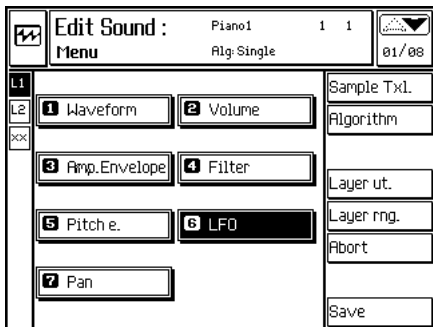 Edit Sound :
Menu
Piano1 1 1
Alg:Single
01/08
L1
L2
xx
1 Waveform
2 Volume
3 Amp.Envelope
4 Filter
5 Pitch e.
6 LFO
7 Pan
Sample Txl.
Algorithm
Layer ut.
Layer rng.
Abort
Save